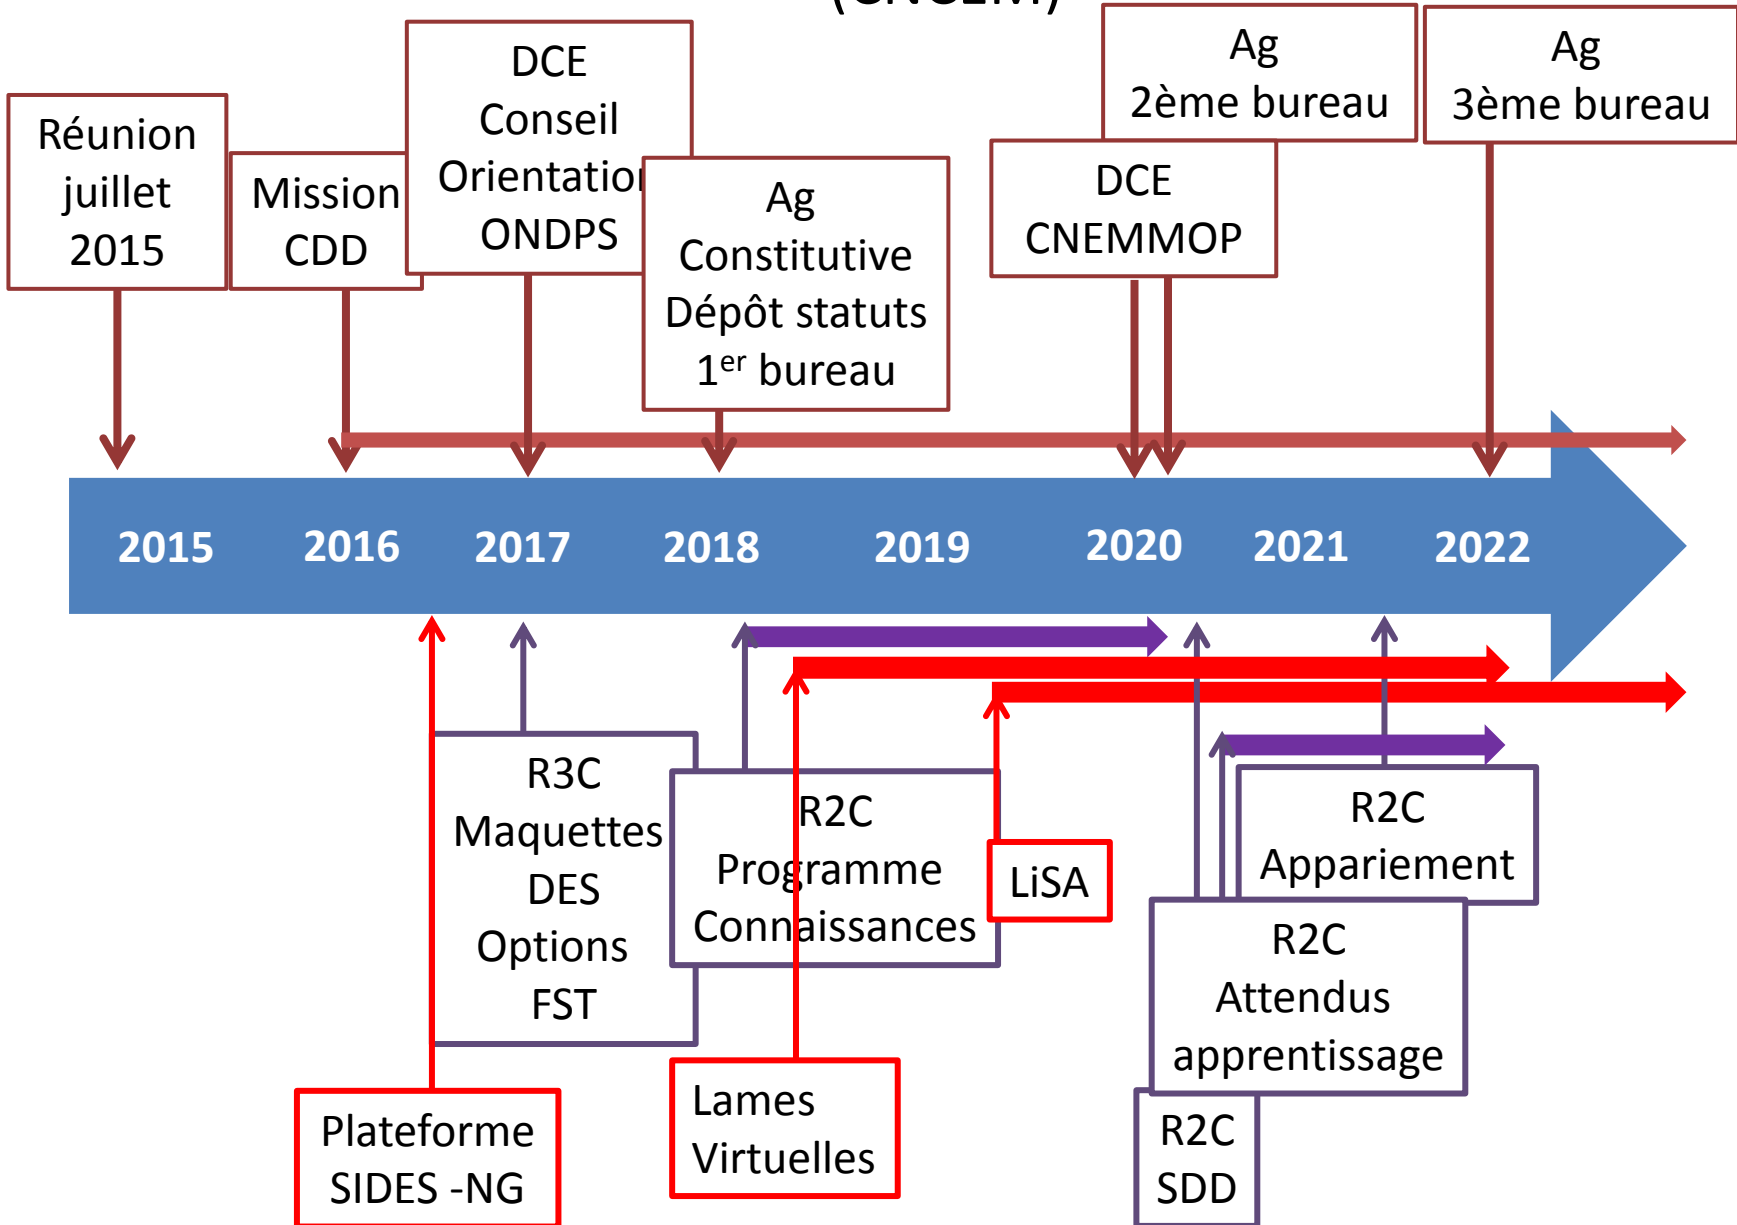 (CNCEM)
Réunion
juillet
2015
Mission
CDD
DCE
Conseil
Orientation
ONDPS
Ag
Constitutive
Dépôt statuts
1er bureau
DCE
CNEMMOP
Ag
2ème bureau
Ag
3ème bureau
2015
2016
2017
2018
2019
2020
2021
2022
Plateforme
SIDES -NG
R3C
Maquettes
DES
Options
FST
R2C
Programme
Connaissances
Lames
Virtuelles
LiSA
R2C
SDD
R2C
Attendus
apprentissage
R2C
Appariement